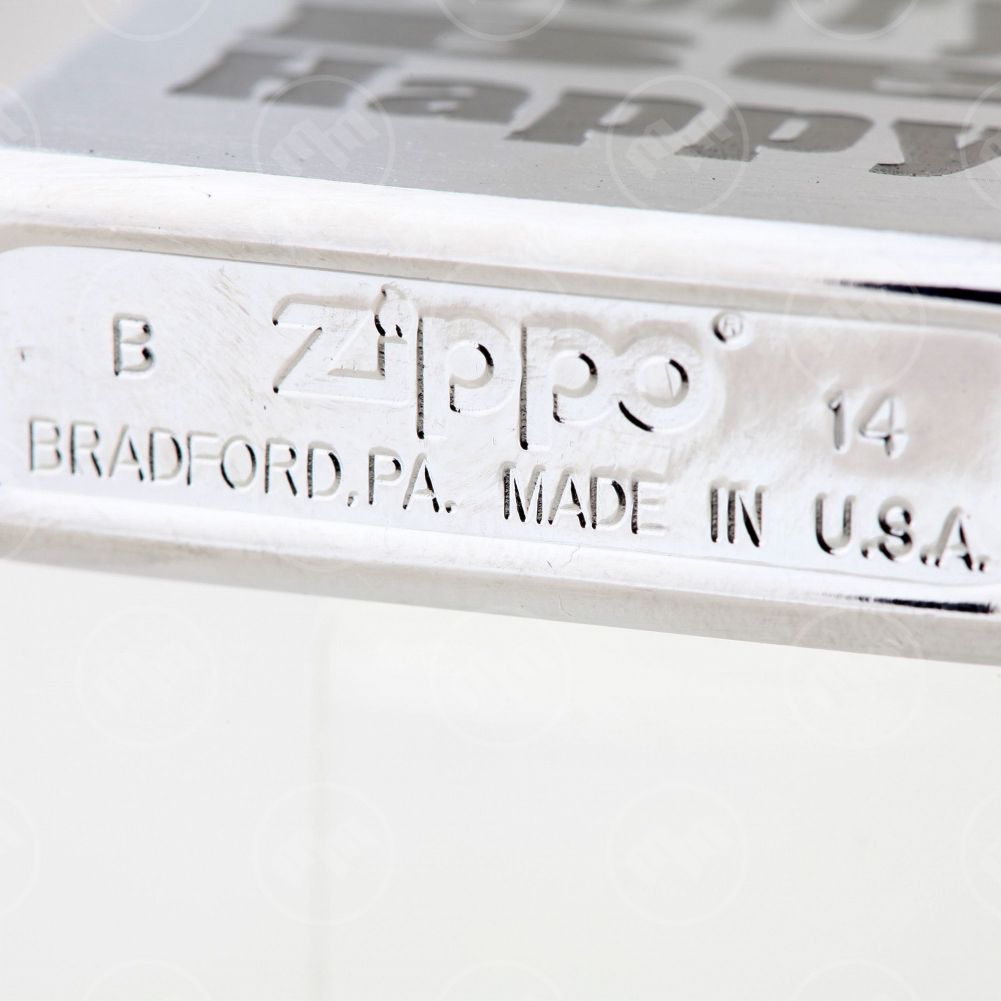 Happy
B Zippo® 14
BRADFORD, PA. MADE IN U.S.A.